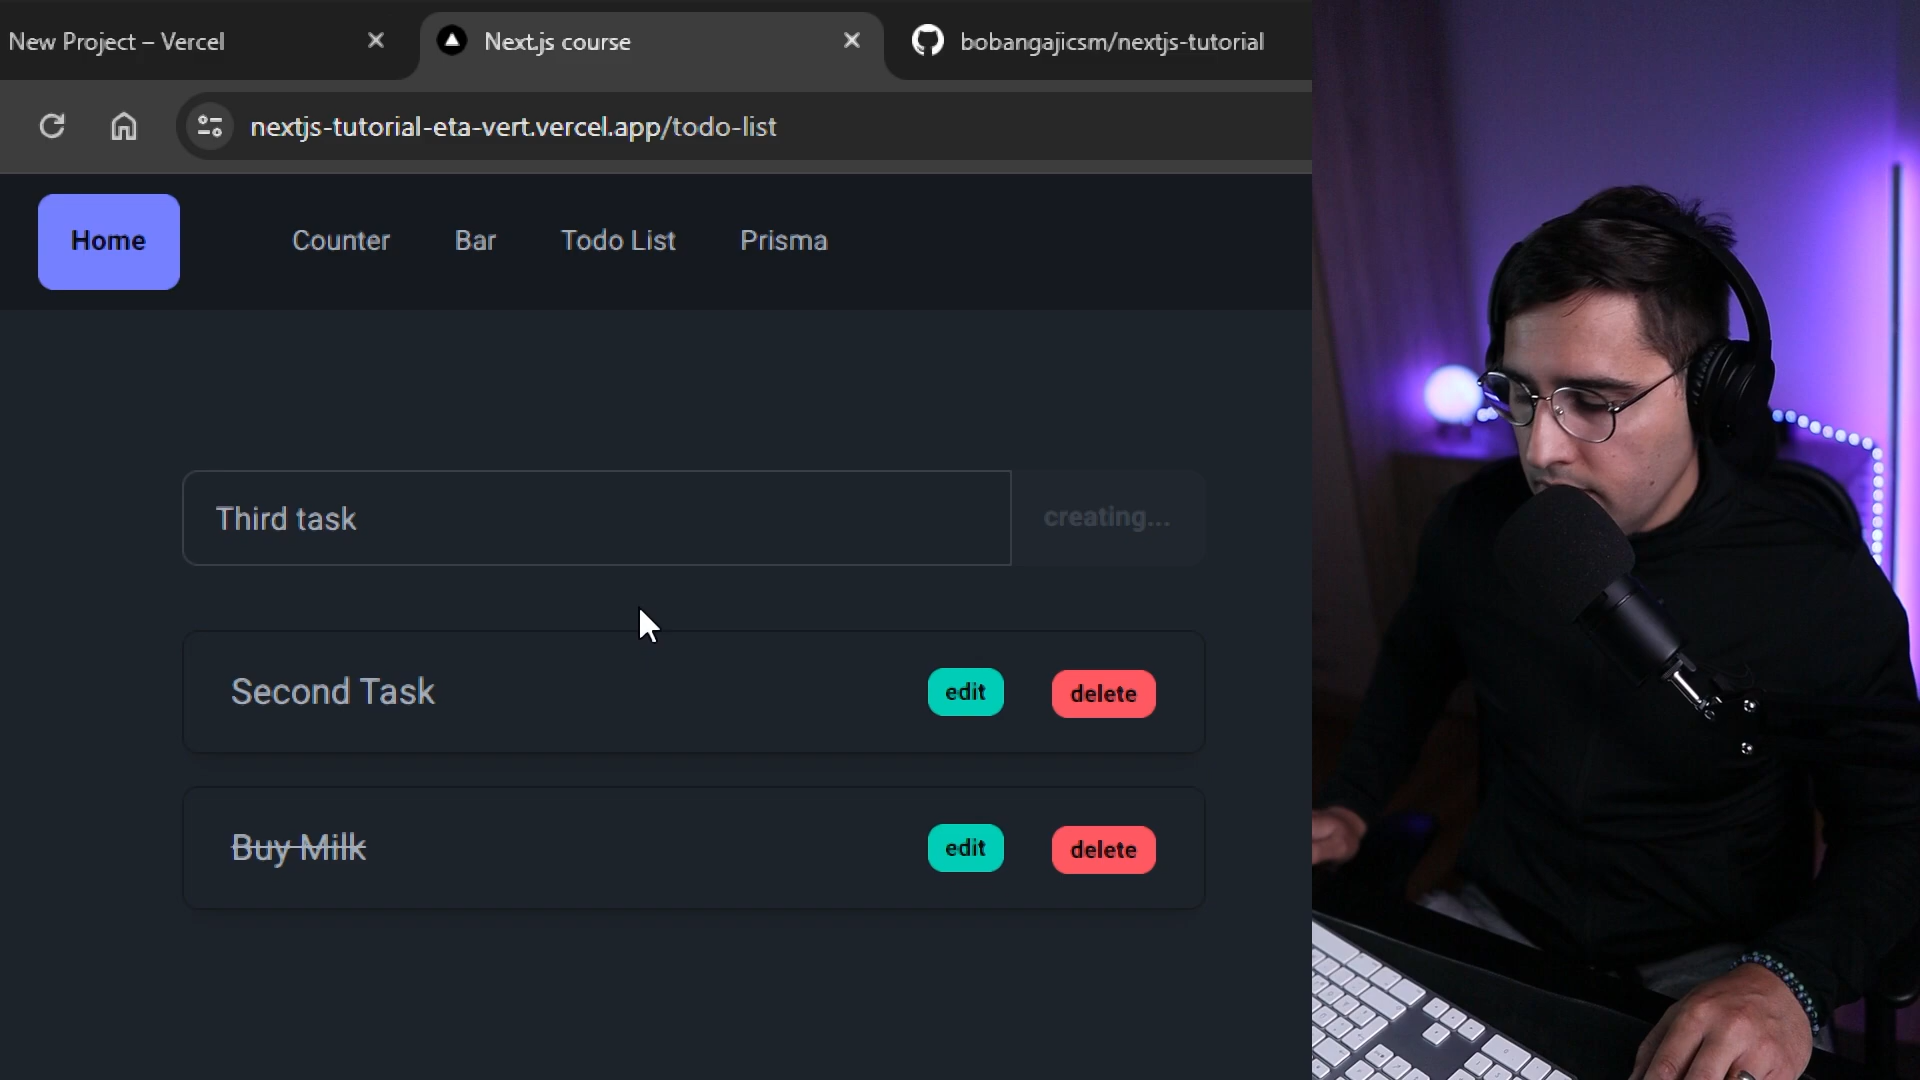 New Project – Vercel
Next.js course
bobangajicsm/nextjs-tutorial
nextjs-tutorial-eta-vert.vercel.app/todo-list
Home Counter Bar Todo List Prisma
Third task creating...
Second Task edit delete
Buy Milk edit delete